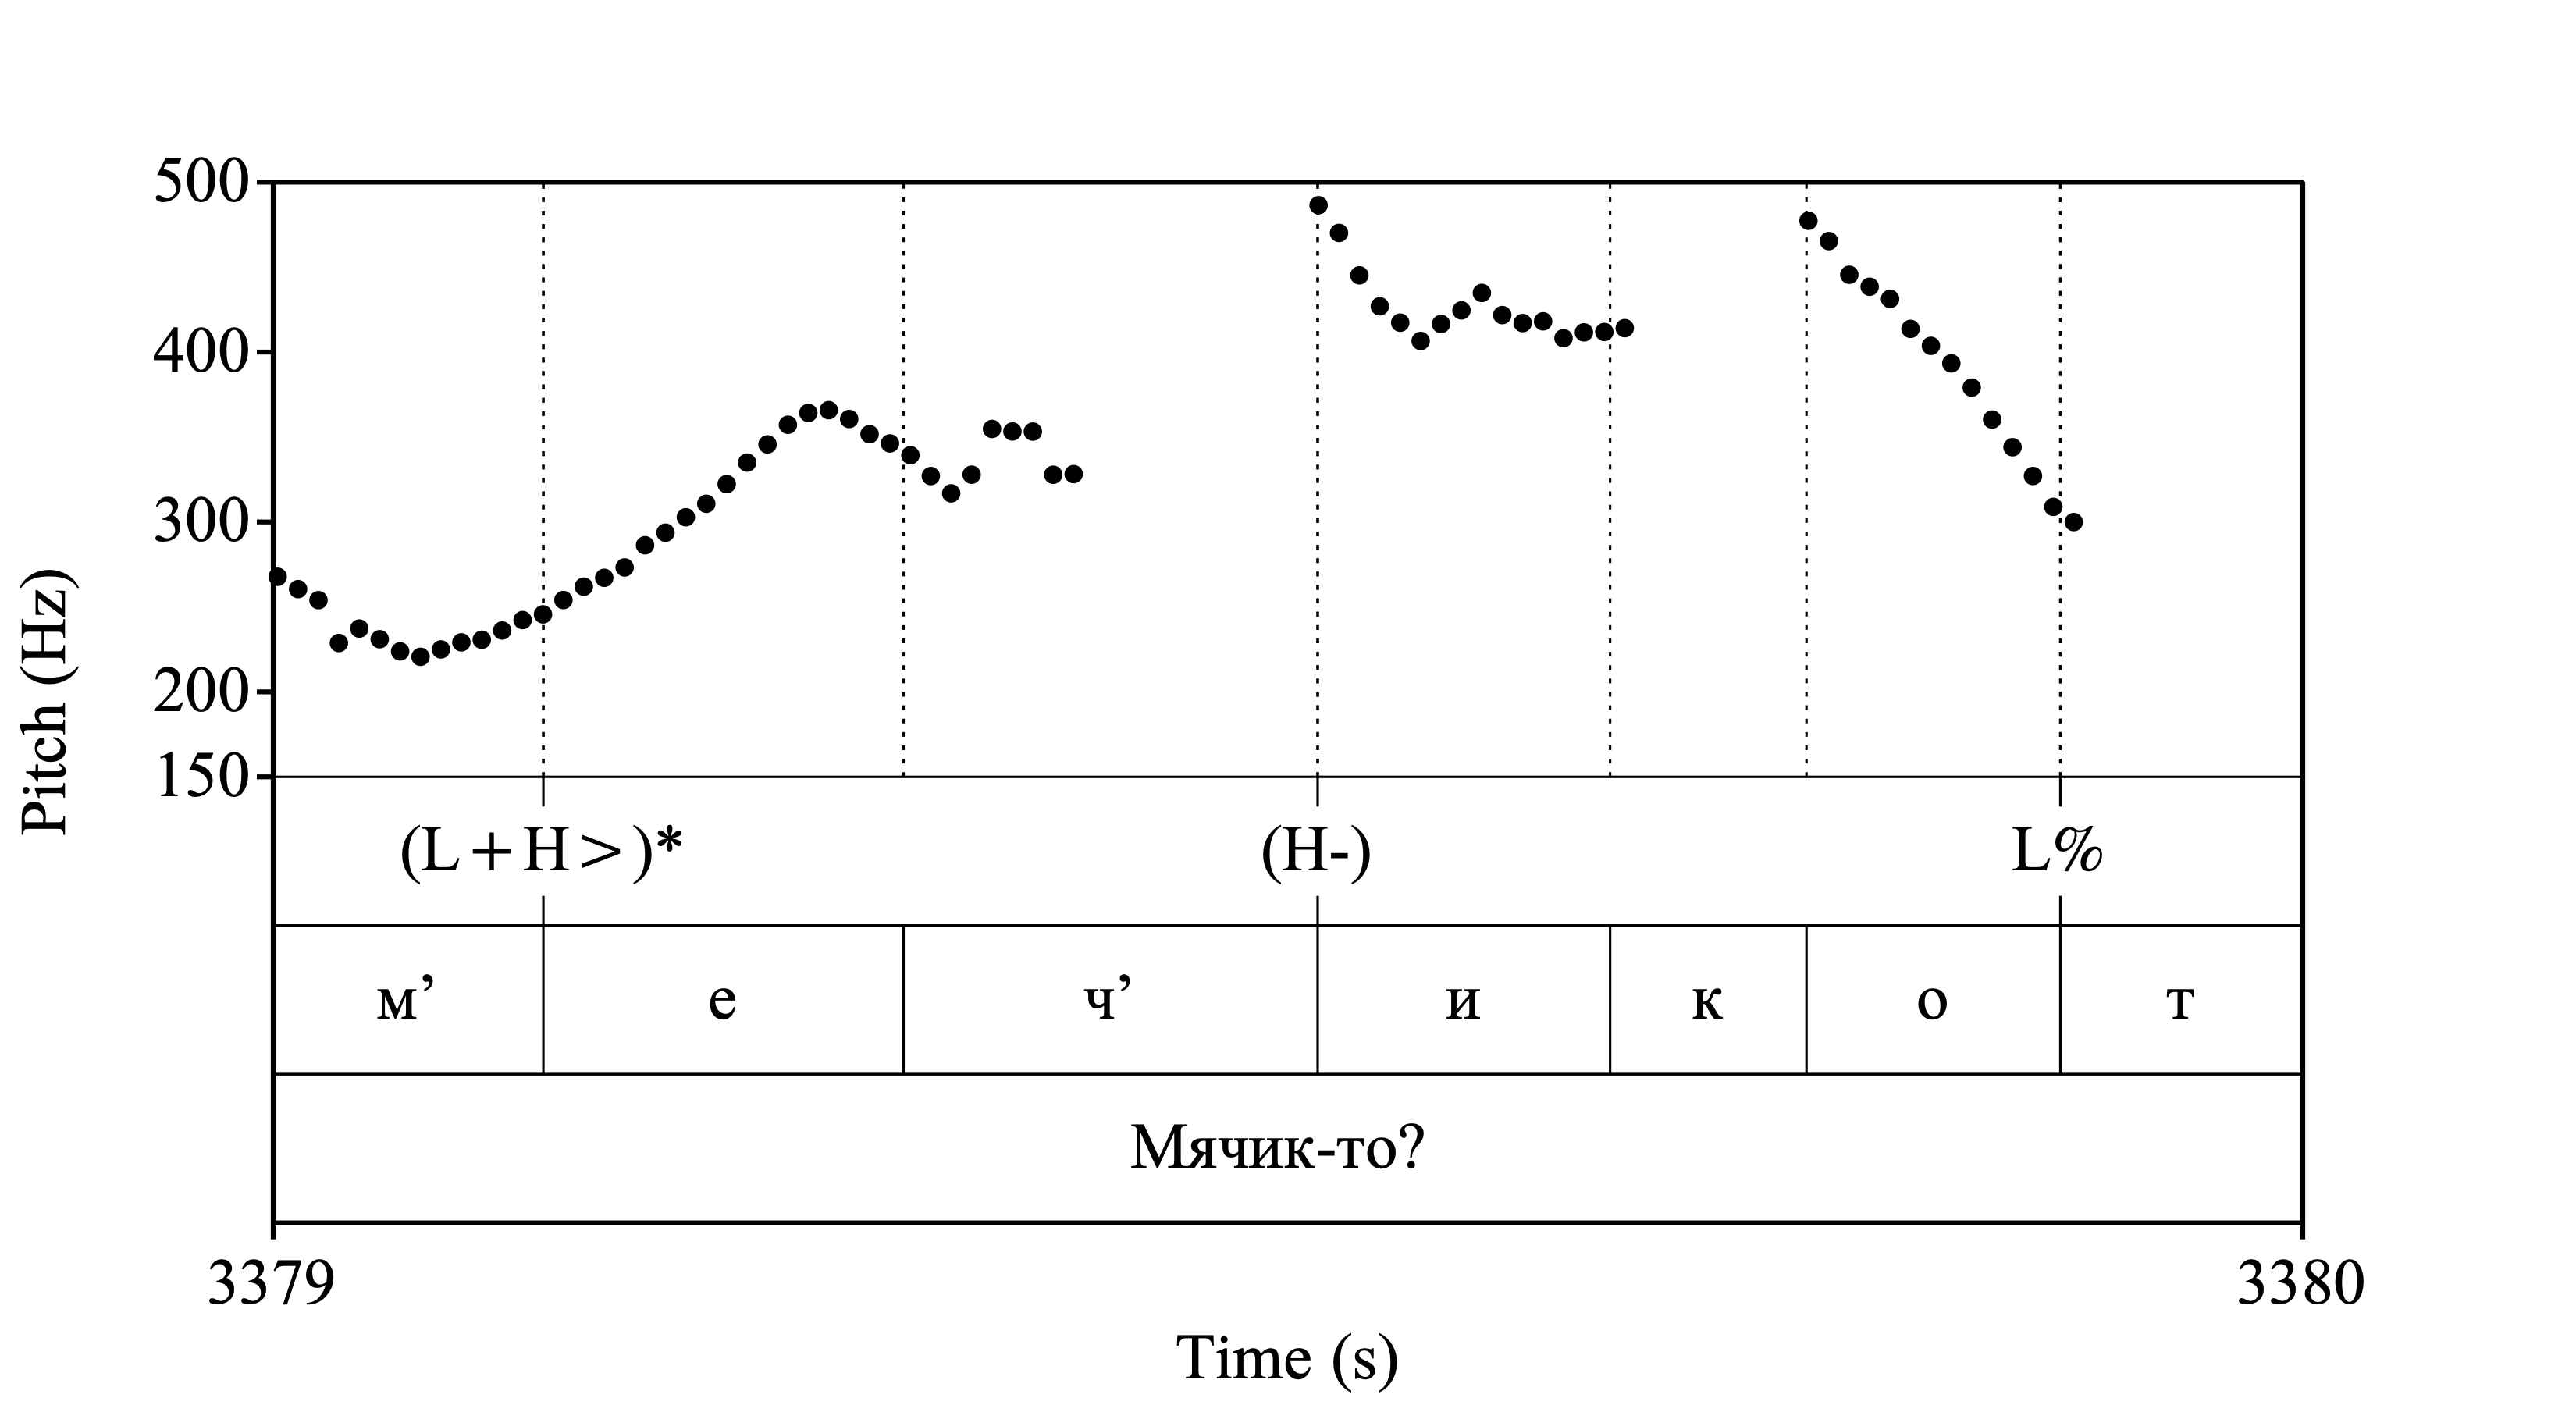 500
400
300
200
150
Pitch (Hz)
(L+H>)* (H-) L%
м’ е ч’ и к о т
Мячик-то?
3379 3380
Time (s)